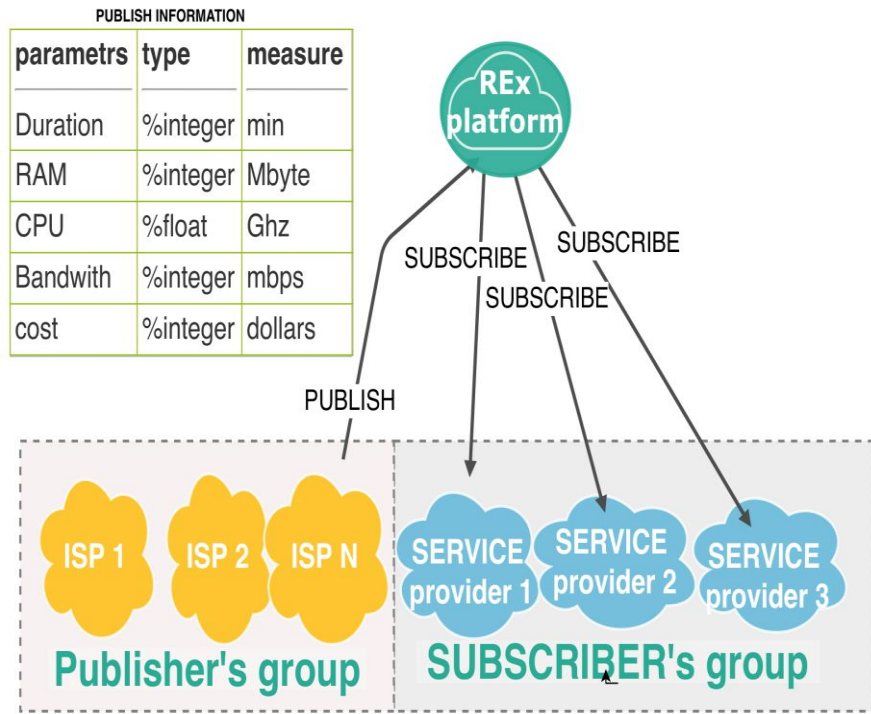 PUBLISH INFORMATION
parametrs type measure
Duration %integer min
RAM %integer Mbyte
CPU %float Ghz
Bandwith %integer mbps
cost %integer dollars
REx
platform
SUBSCRIBE
SUBSCRIBE
SUBSCRIBE
PUBLISH
ISP 1
ISP 2
ISP N
SERVICE
provider 1
SERVICE
provider 2
SERVICE
provider 3
Publisher's group
SUBSCRIBER's group